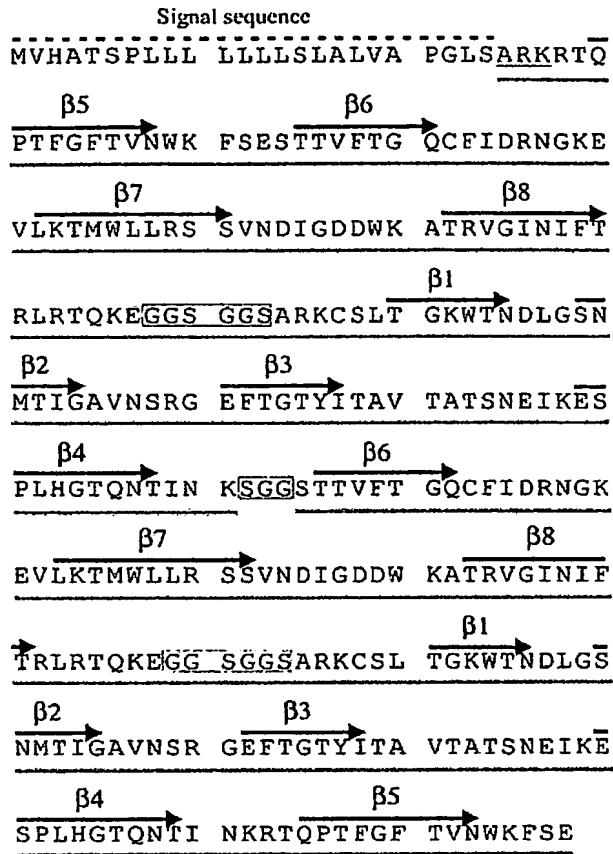 Signal sequence
MVHATSPLLL LLLLSLALVA PGLSARKRTQ
β5 β6
PTFGFTVNWK FSESTTVFTG QCFIDRNGKE
β7 β8
VLKTMWLLRS SVNDIGDDWK ATRVGINIFT
β1
RLRTQKEGGS GGSARKCSLT GKWTNDLGSN
β2 β3
MTIGAVNSRG EFTGTYITAV TATSNEIKES
β4 β6
PLHGTQNTIN KSGGSTTVFT GQCFIDRNGK
β7 β8
EVLKTMWLLR SSVNDIGDDW KATRVGINIF
β1
TRLRTQKEGG SGGSARKCSL TGKWTNDLGS
β2 β3
NMTIGAVNSR GEFTGTYITA VTATSNEIKE
β4 β5
SPLHGTQNTI NKRTQPTFGF TVNWKFSE